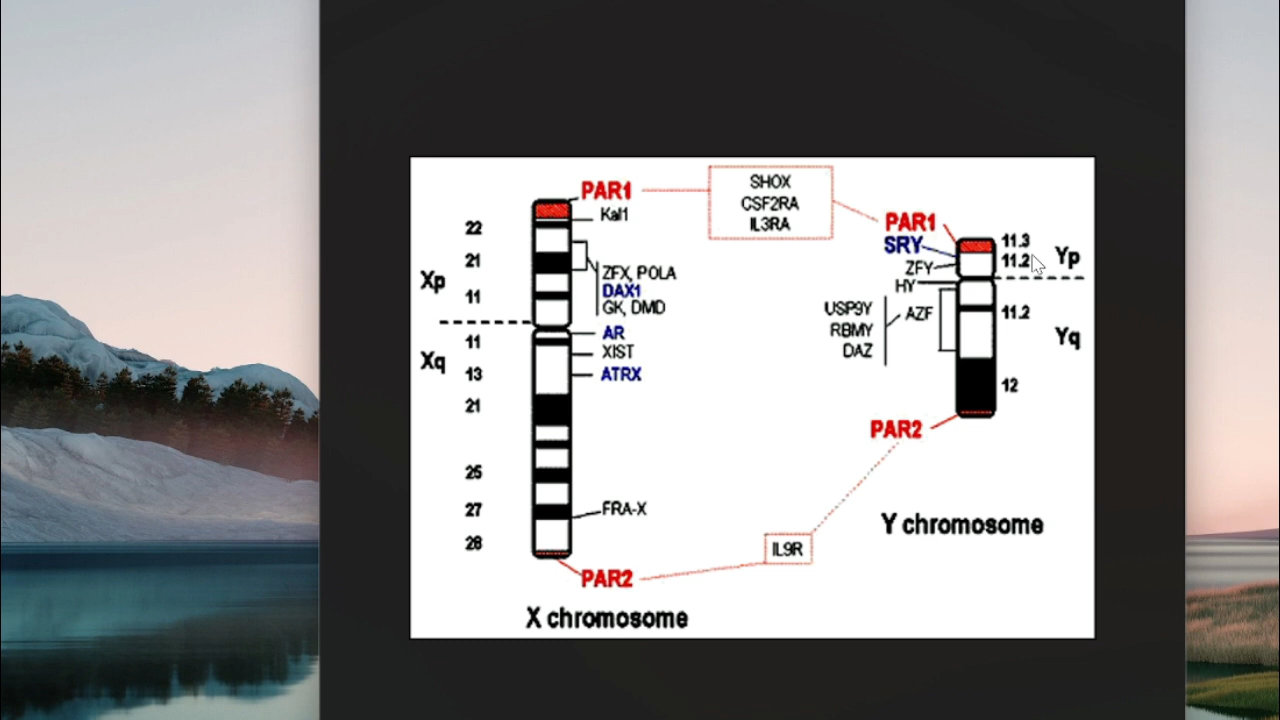 PAR1
Kal1
22
21
Xp
11
ZFX, POLA
DAX1
GK, DMD
11
AR
Xq
XIST
13
ATRX
21
25
27
FRA-X
28
PAR2
X chromosome
SHOX
CSF2RA
IL3RA
IL9R
PAR1
SRY
11.3
11.2
Yp
ZFY
HY
USP9Y
AZF
11.2
RBMY
Yq
DAZ
12
PAR2
Y chromosome